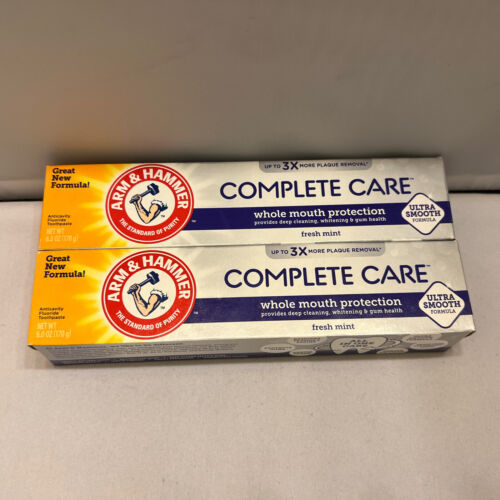 Great
New
Formula!
Anticavity
Fluoride
Toothpaste
NET WT
6.0 OZ (170 g)
ARM & HAMMER
THE STANDARD OF PURITY
UP TO 3X MORE PLAQUE REMOVAL*
COMPLETE CARE™
whole mouth protection
provides deep cleaning, whitening & gum health
fresh mint
ULTRA
SMOOTH
FORMULA
Great
New
Formula!
Anticavity
Fluoride
Toothpaste
NET WT
6.0 OZ (170 g)
ARM & HAMMER
THE STANDARD OF PURITY
UP TO 3X MORE PLAQUE REMOVAL*
COMPLETE CARE™
whole mouth protection
provides deep cleaning, whitening & gum health
fresh mint
ULTRA
SMOOTH
FORMULA